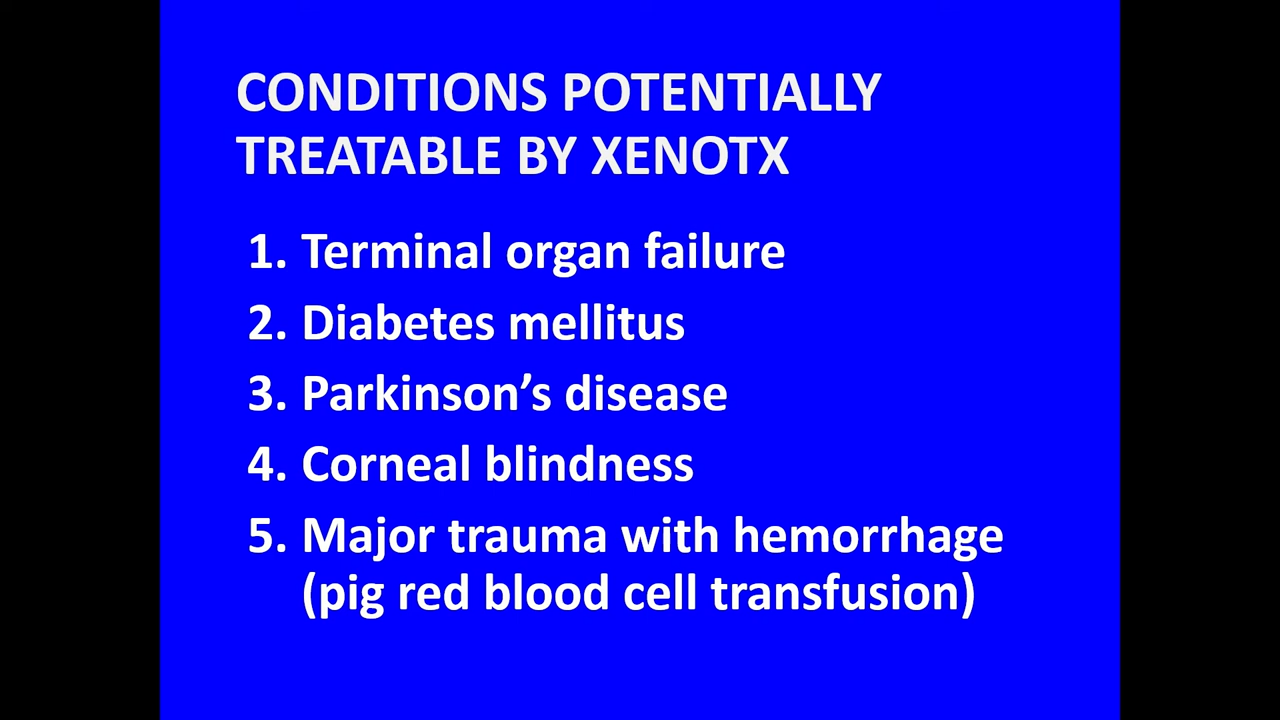 CONDITIONS POTENTIALLY
TREATABLE BY XENOTX
1. Terminal organ failure
2. Diabetes mellitus
3. Parkinson’s disease
4. Corneal blindness
5. Major trauma with hemorrhage
(pig red blood cell transfusion)